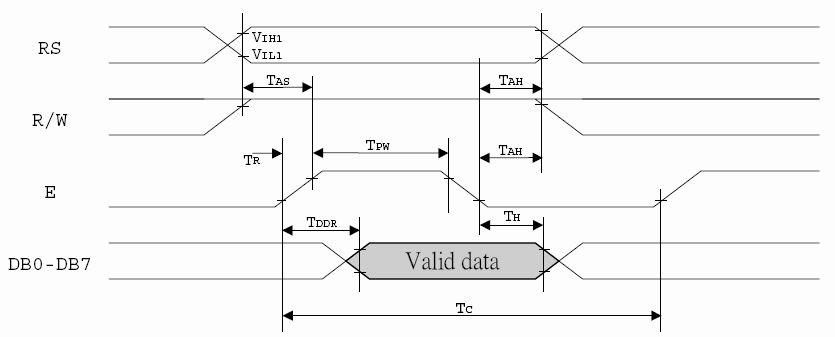 RS
VIH1
VIL1
TAS
TAH
R/W
TR
TPW
TAH
E
TDDR
TH
DB0-DB7
Valid data
TC